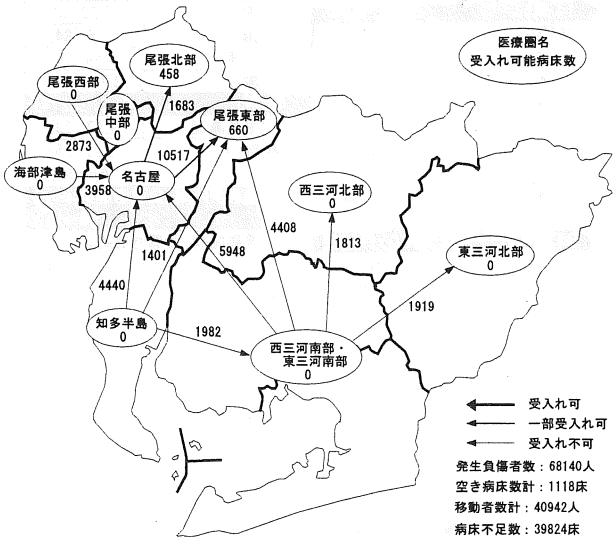 医療圏名
受入れ可能病床数
尾張北部
458
尾張西部
0
尾張
中部
0
1683
尾張東部
660
2873
10517
海部津島
0
3958
名古屋
0
西三河北部
0
4408
5948
1813
東三河北部
0
1401
4440
1919
知多半島
0
1982
西三河南部・
東三河南部
0
受入れ可
一部受入れ可
受入れ不可
発生負傷者数：68140人
空き病床数計：1118床
移動者数計：40942人
病床不足数：39824床